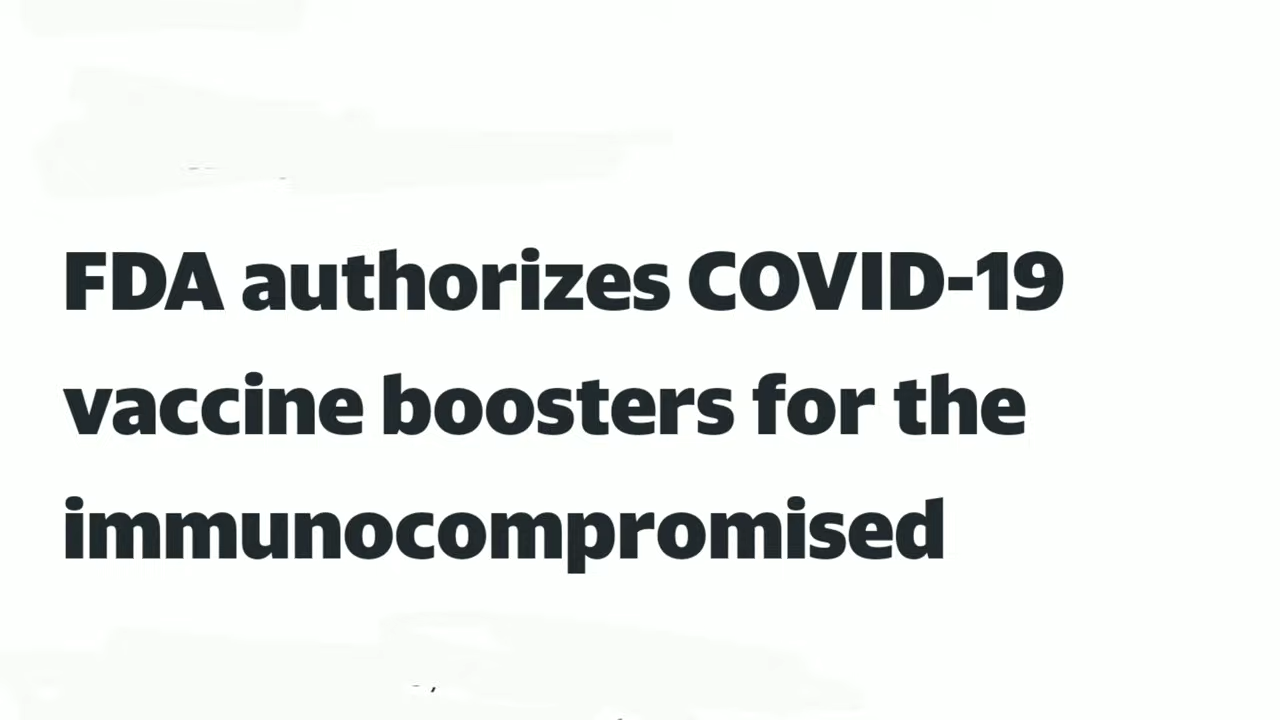 FDA authorizes COVID-19
vaccine boosters for the
immunocompromised